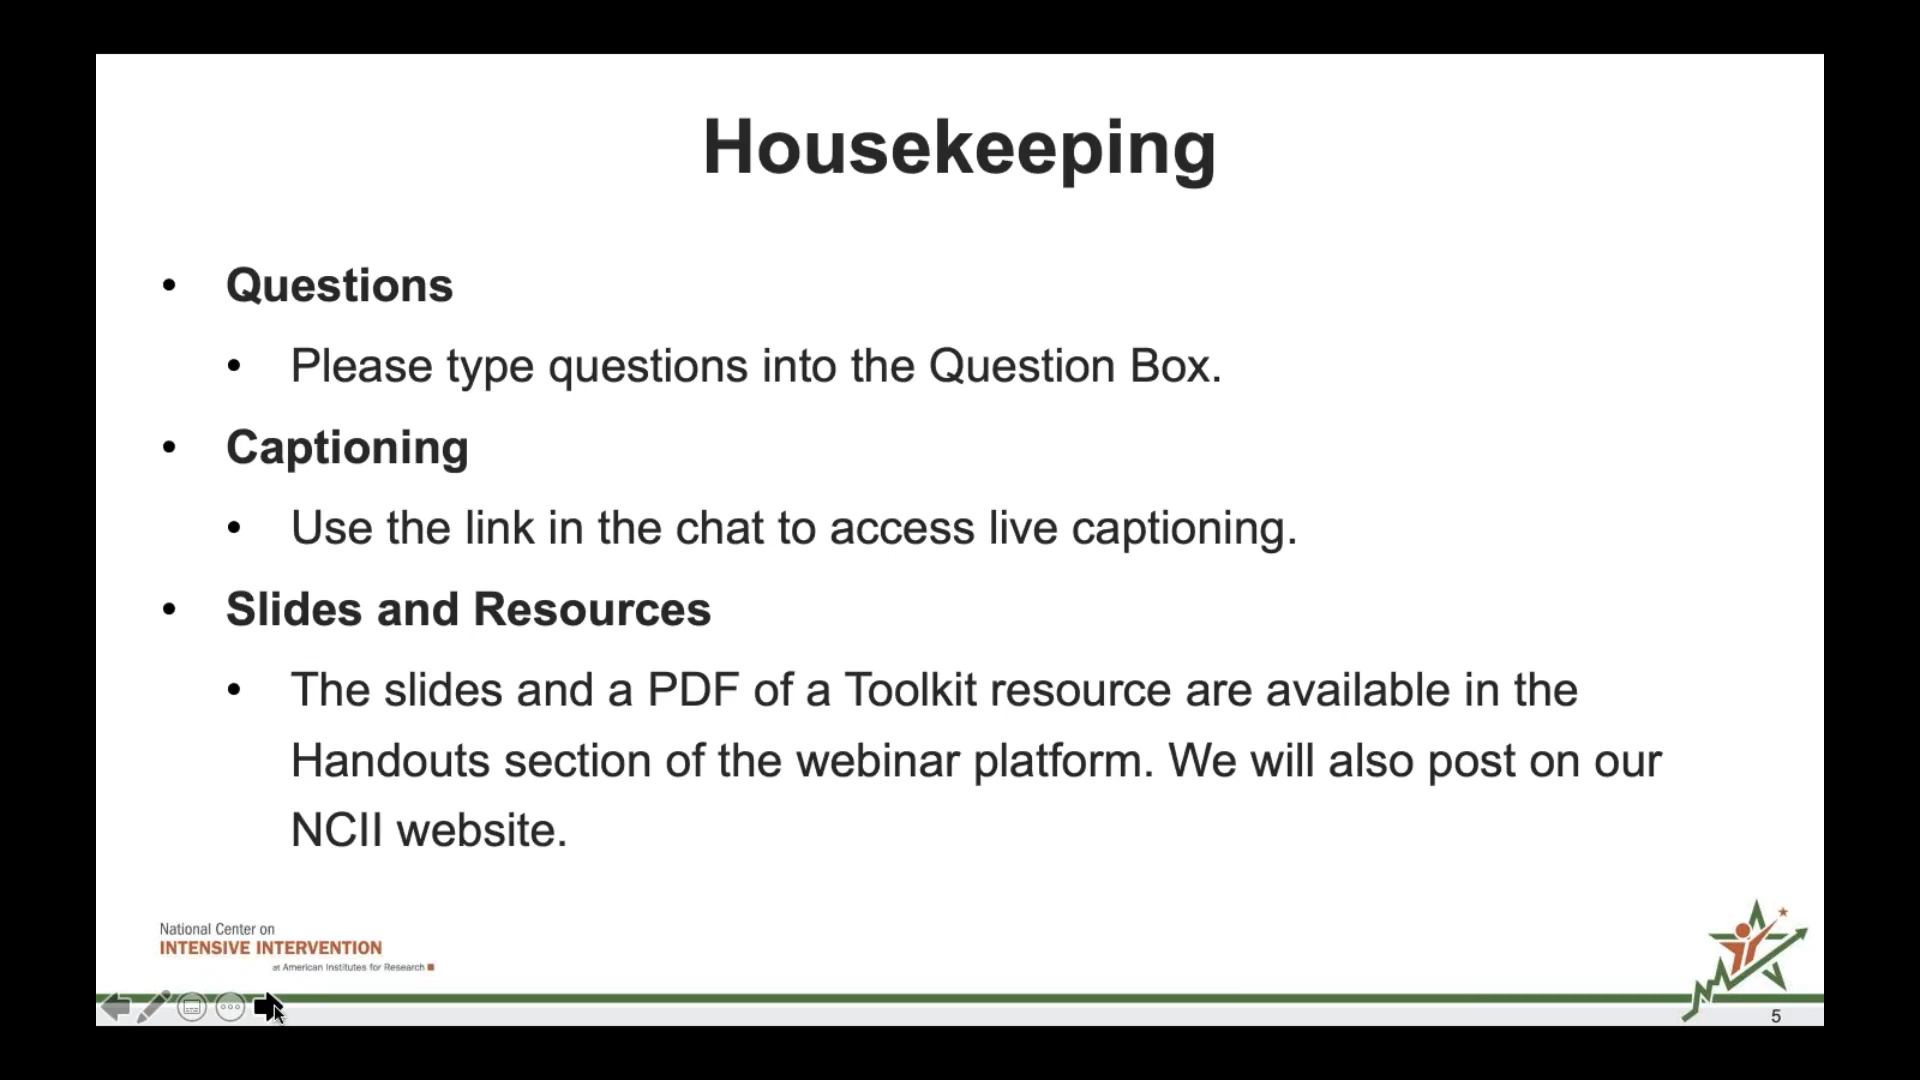 Housekeeping
• Questions
• Please type questions into the Question Box.
• Captioning
• Use the link in the chat to access live captioning.
• Slides and Resources
• The slides and a PDF of a Toolkit resource are available in the
Handouts section of the webinar platform. We will also post on our
NCII website.
National Center on
INTENSIVE INTERVENTION
at American Institutes for Research
5